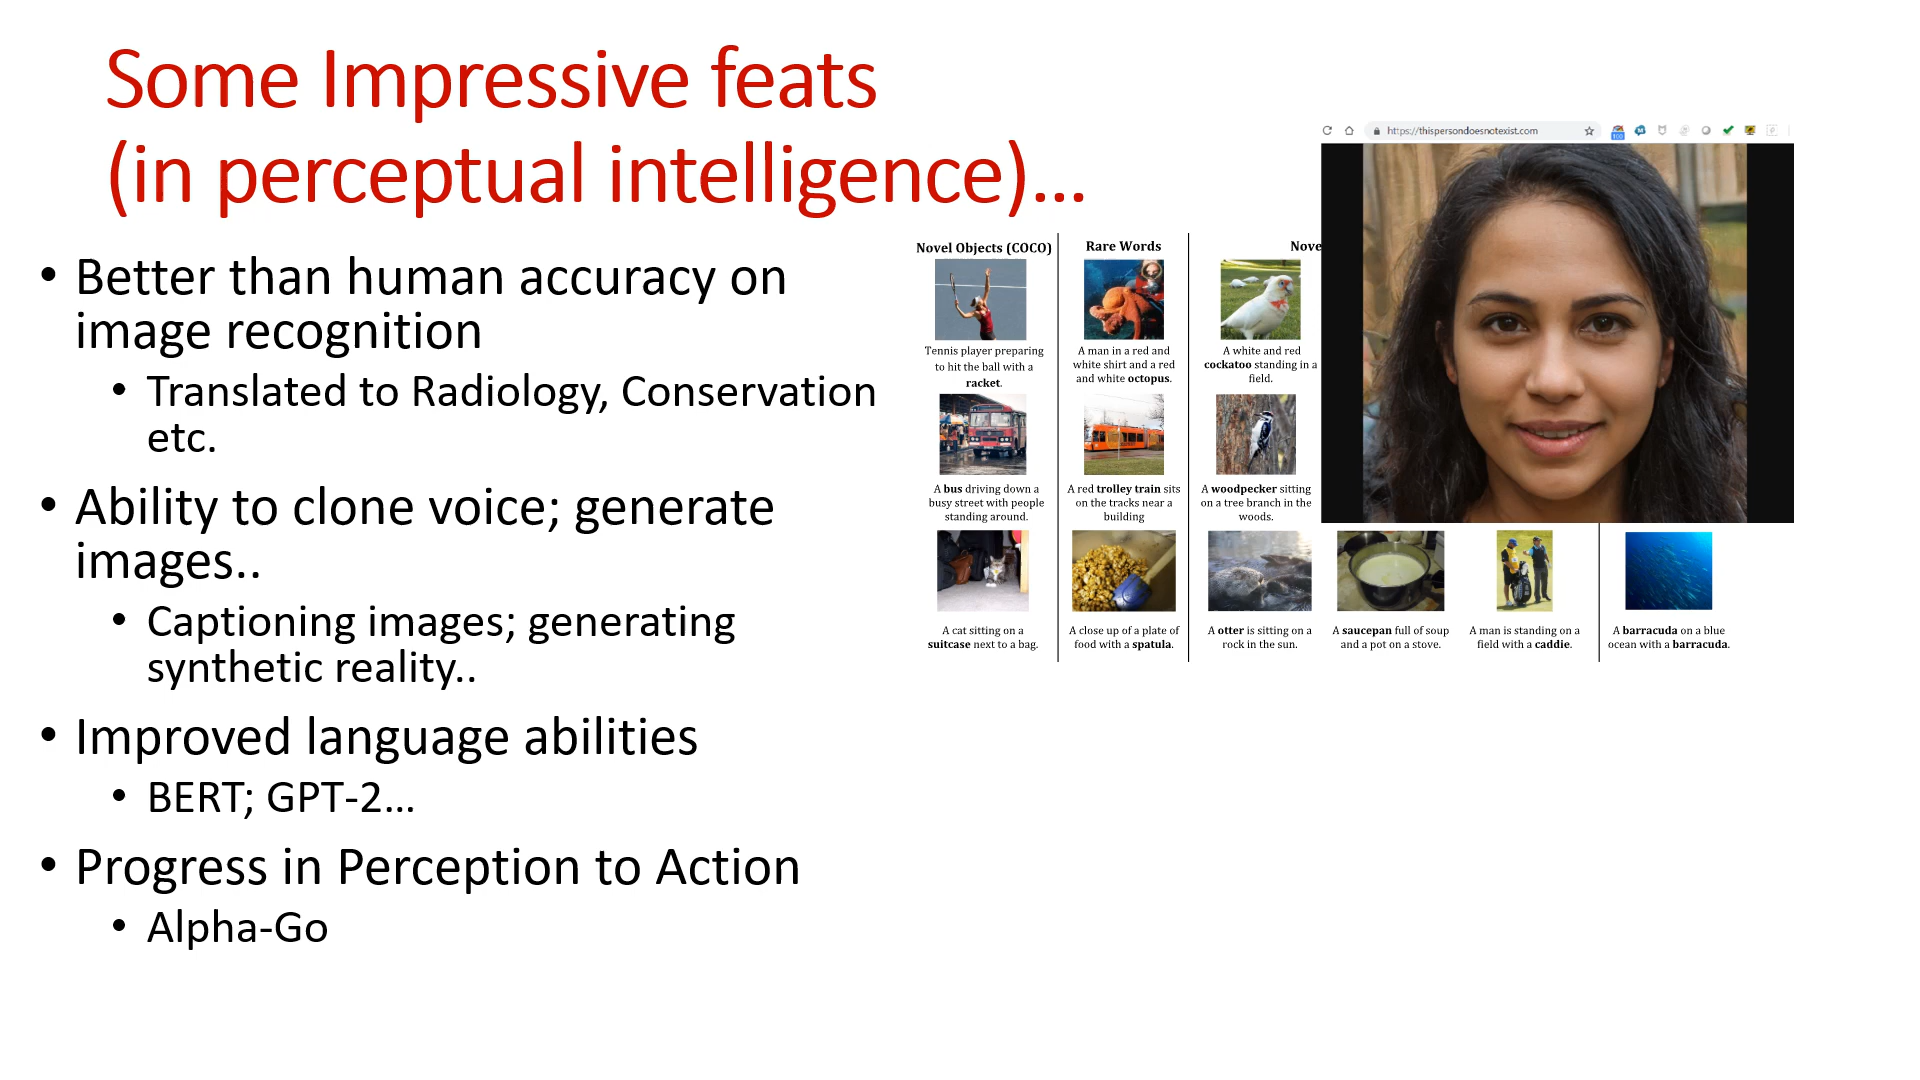 Some Impressive feats
(in perceptual intelligence)...
• Better than human accuracy on
image recognition
• Translated to Radiology, Conservation
etc.
• Ability to clone voice; generate
images..
• Captioning images; generating
synthetic reality..
• Improved language abilities
• BERT; GPT-2...
• Progress in Perception to Action
• Alpha-Go
https://thispersondoesnotexist.com
100
Novel Objects (COCO)
Rare Words
Nove
Tennis player preparing
to hit the ball with a
racket.
A man in a red and
white shirt and a red
and white octopus.
A white and red
cockatoo standing in a
field.
A bus driving down a
busy street with people
standing around.
A red trolley train sits
on the tracks near a
building
A woodpecker sitting
on a tree branch in the
woods.
A cat sitting on a
suitcase next to a bag.
A close up of a plate of
food with a spatula.
A otter is sitting on a
rock in the sun.
A saucepan full of soup
and a pot on a stove.
A man is standing on a
field with a caddie.
A barracuda on a blue
ocean with a barracuda.